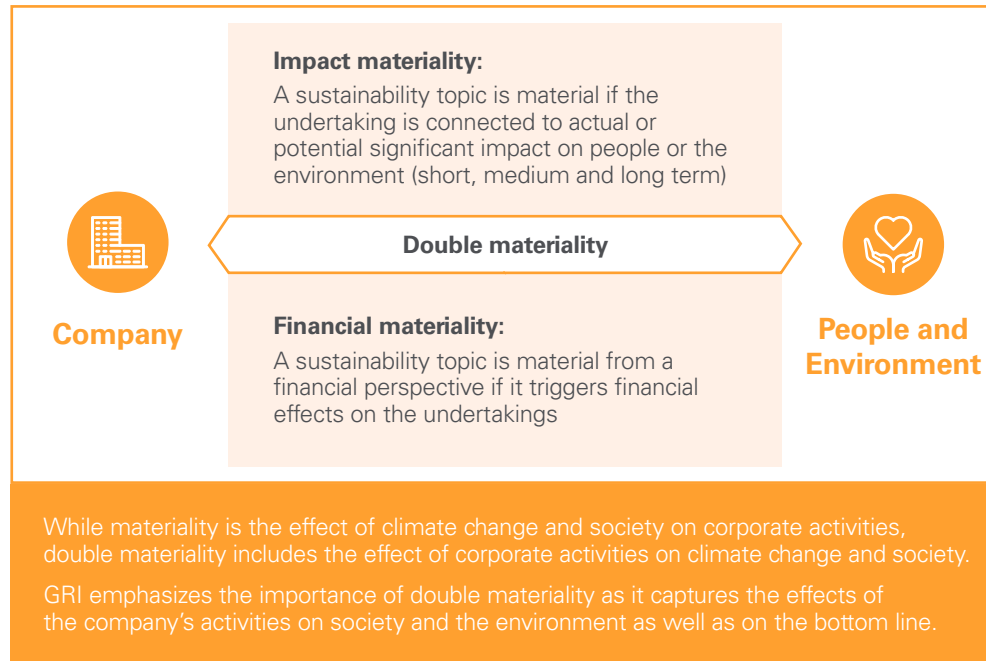 Impact materiality:
A sustainability topic is material if the
undertaking is connected to actual or
potential significant impact on people or the
environment (short, medium and long term)
Double materiality
Company
People and
Environment
Financial materiality:
A sustainability topic is material from a
financial perspective if it triggers financial
effects on the undertakings
While materiality is the effect of climate change and society on corporate activities,
double materiality includes the effect of corporate activities on climate change and society.
GRI emphasizes the importance of double materiality as it captures the effects of
the company's activities on society and the environment as well as on the bottom line.